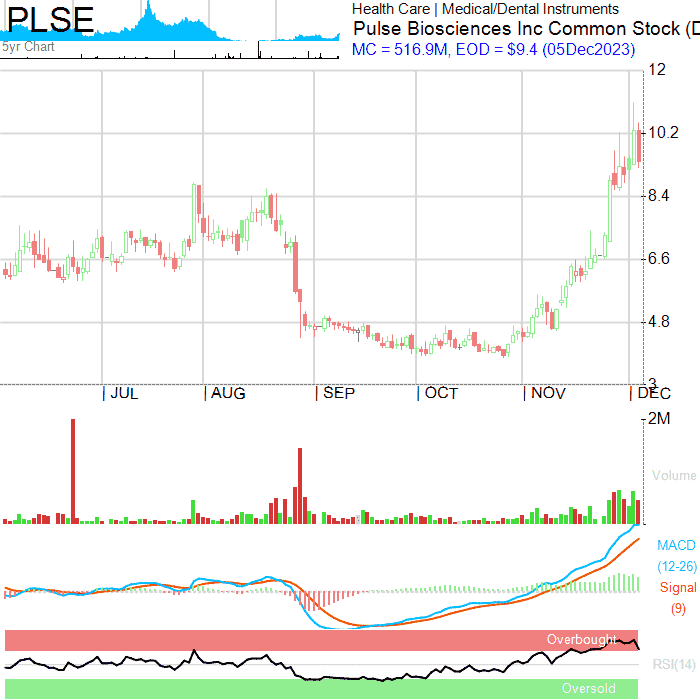 PLSE
5yr Chart
Health Care | Medical/Dental Instruments
Pulse Biosciences Inc Common Stock (D
MC = 516.9M, EOD = $9.4 (05Dec2023)
12
10.2
8.4
6.6
4.8
3
| JUL | AUG | SEP | OCT | NOV | DEC
2M
Volume
MACD
(12-26)
Signal
(9)
Overbought
RSI(14)
Oversold